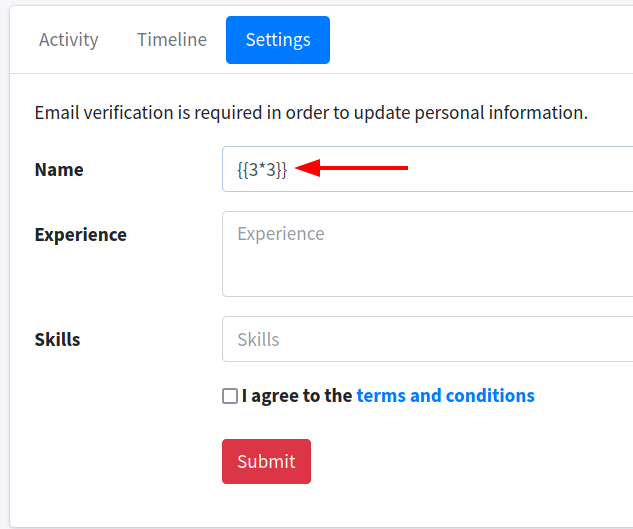 Activity Timeline Settings
Email verification is required in order to update personal information.
Name {{3*3}}
Experience Experience
Skills Skills
I agree to the terms and conditions
Submit